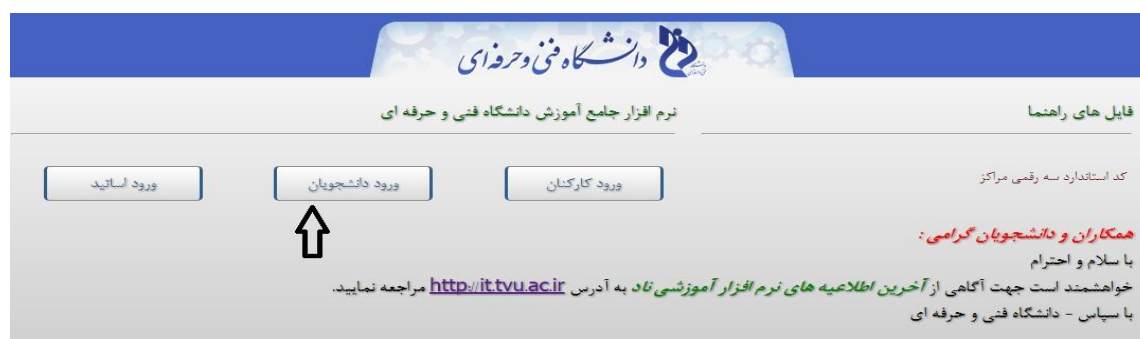 دانشگاه فنی و حرفه‌ای
فایل های راهنما
نرم افزار جامع آموزش دانشگاه فنی و حرفه ای
کد استاندارد سه رقمی مراکز
ورود کارکنان
ورود دانشجویان
ورود اساتید
همکاران و دانشجویان گرامی :
با سلام و احترام
خواهشمند است جهت آگاهی از آخرین اطلاعیه های نرم افزار آموزشی ناد به آدرس http://it.tvu.ac.ir مراجعه نمایید.
با سپاس - دانشگاه فنی و حرفه ای